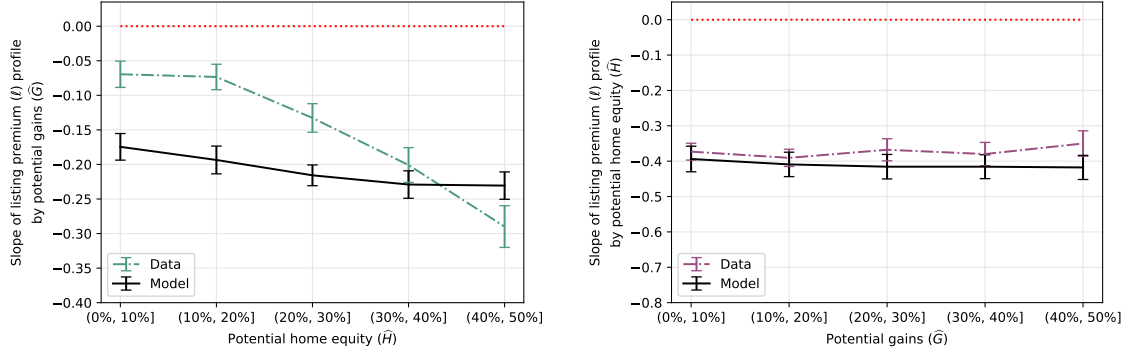 Slope of listing premium (ℓ) profile
by potential gains (Ĝ)
0.00
−0.05
−0.10
−0.15
−0.20
−0.25
−0.30
−0.35
−0.40
Data
Model
(0%, 10%]
(10%, 20%]
(20%, 30%]
(30%, 40%]
(40%, 50%]
Potential home equity (Ĥ)
Slope of listing premium (ℓ) profile
by potential home equity (Ĥ)
0.0
−0.1
−0.2
−0.3
−0.4
−0.5
−0.6
−0.7
−0.8
Data
Model
(0%, 10%]
(10%, 20%]
(20%, 30%]
(30%, 40%]
(40%, 50%]
Potential gains (Ĝ)